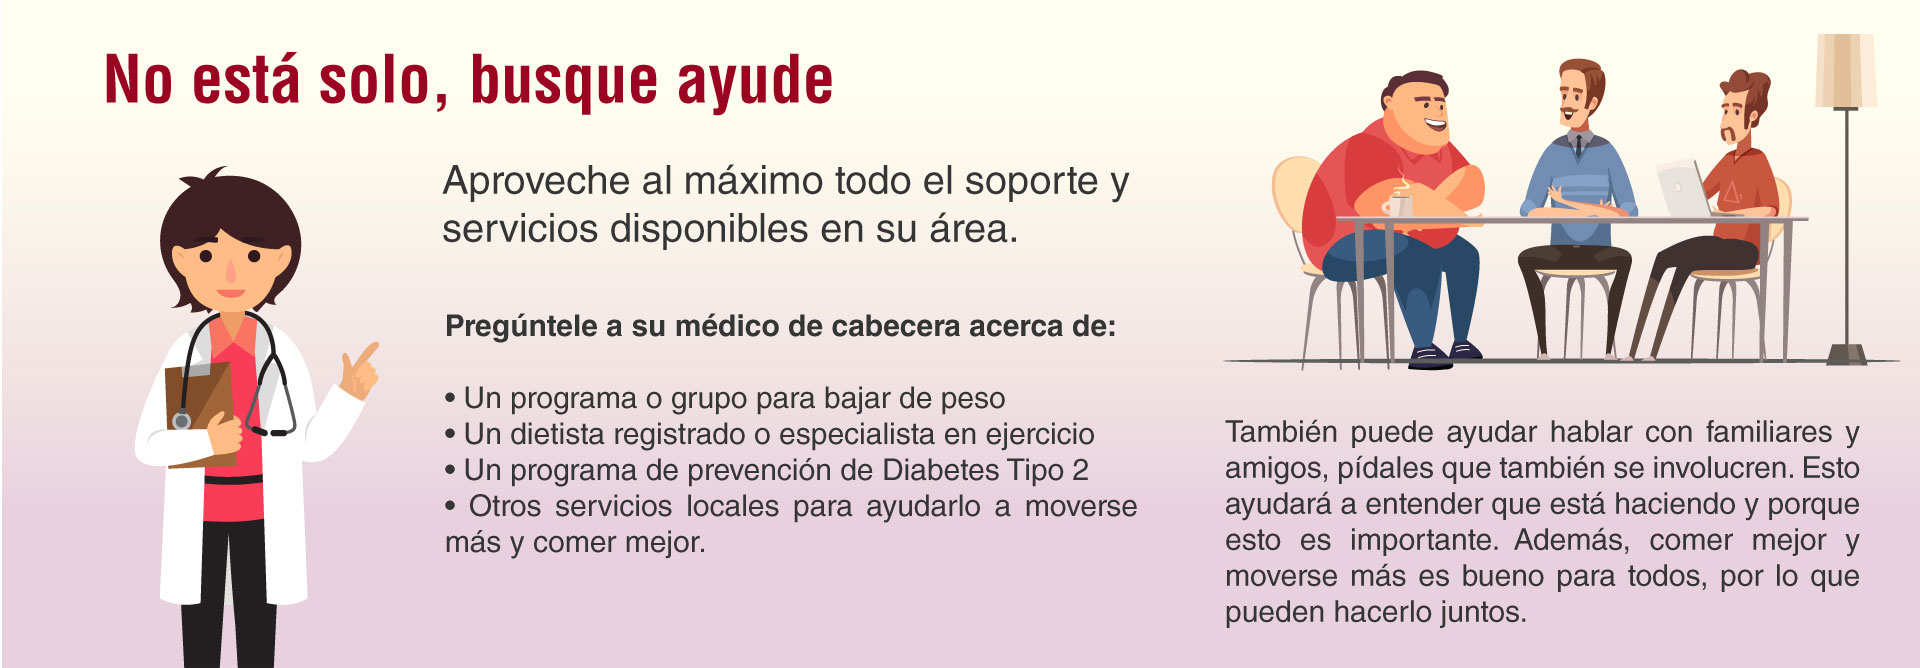 No está solo, busque ayude
Aproveche al máximo todo el soporte y
servicios disponibles en su área.
Pregúntele a su médico de cabecera acerca de:
• Un programa o grupo para bajar de peso
• Un dietista registrado o especialista en ejercicio
• Un programa de prevención de Diabetes Tipo 2
• Otros servicios locales para ayudarlo a moverse
más y comer mejor.
También puede ayudar hablar con familiares y
amigos, pídales que también se involucren. Esto
ayudará a entender que está haciendo y porque
esto es importante. Además, comer mejor y
moverse más es bueno para todos, por lo que
pueden hacerlo juntos.